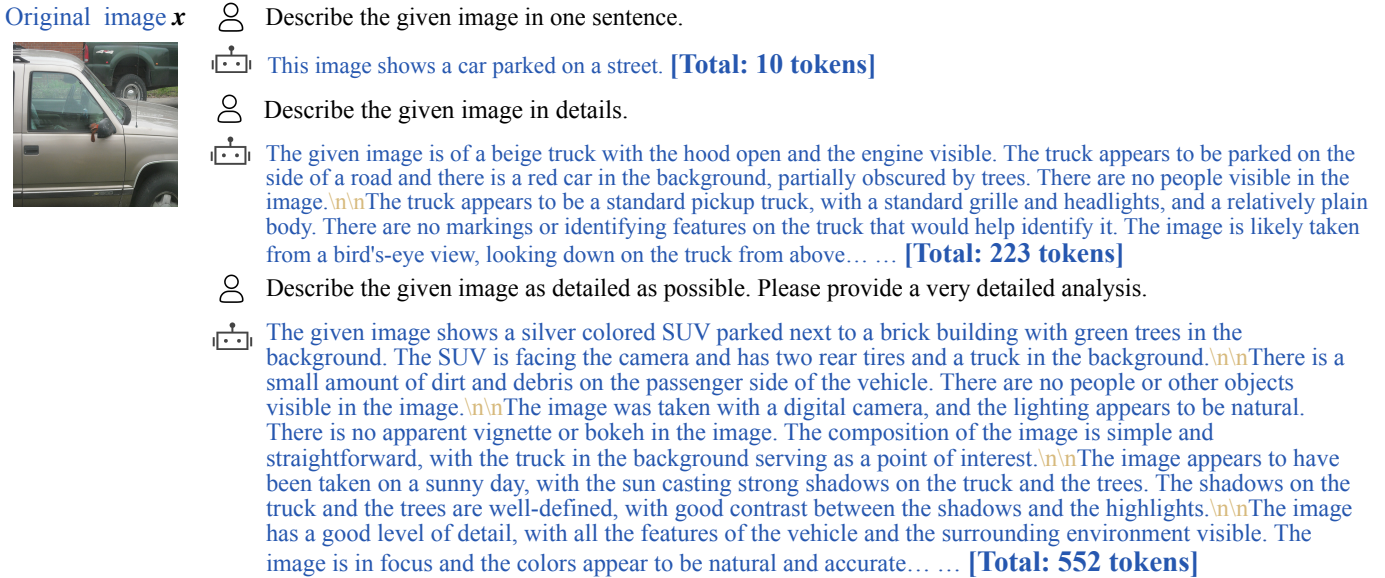 Original image x
Describe the given image in one sentence.
This image shows a car parked on a street. [Total: 10 tokens]
Describe the given image in details.
The given image is of a beige truck with the hood open and the engine visible. The truck appears to be parked on the
side of a road and there is a red car in the background, partially obscured by trees. There are no people visible in the
image.\n\nThe truck appears to be a standard pickup truck, with a standard grille and headlights, and a relatively plain
body. There are no markings or identifying features on the truck that would help identify it. The image is likely taken
from a bird's-eye view, looking down on the truck from above… … [Total: 223 tokens]
Describe the given image as detailed as possible. Please provide a very detailed analysis.
The given image shows a silver colored SUV parked next to a brick building with green trees in the
background. The SUV is facing the camera and has two rear tires and a truck in the background.\n\nThere is a
small amount of dirt and debris on the passenger side of the vehicle. There are no people or other objects
visible in the image.\n\nThe image was taken with a digital camera, and the lighting appears to be natural.
There is no apparent vignette or bokeh in the image. The composition of the image is simple and
straightforward, with the truck in the background serving as a point of interest.\n\nThe image appears to have
been taken on a sunny day, with the sun casting strong shadows on the truck and the trees. The shadows on the
truck and the trees are well-defined, with good contrast between the shadows and the highlights.\n\nThe image
has a good level of detail, with all the features of the vehicle and the surrounding environment visible. The
image is in focus and the colors appear to be natural and accurate… … [Total: 552 tokens]